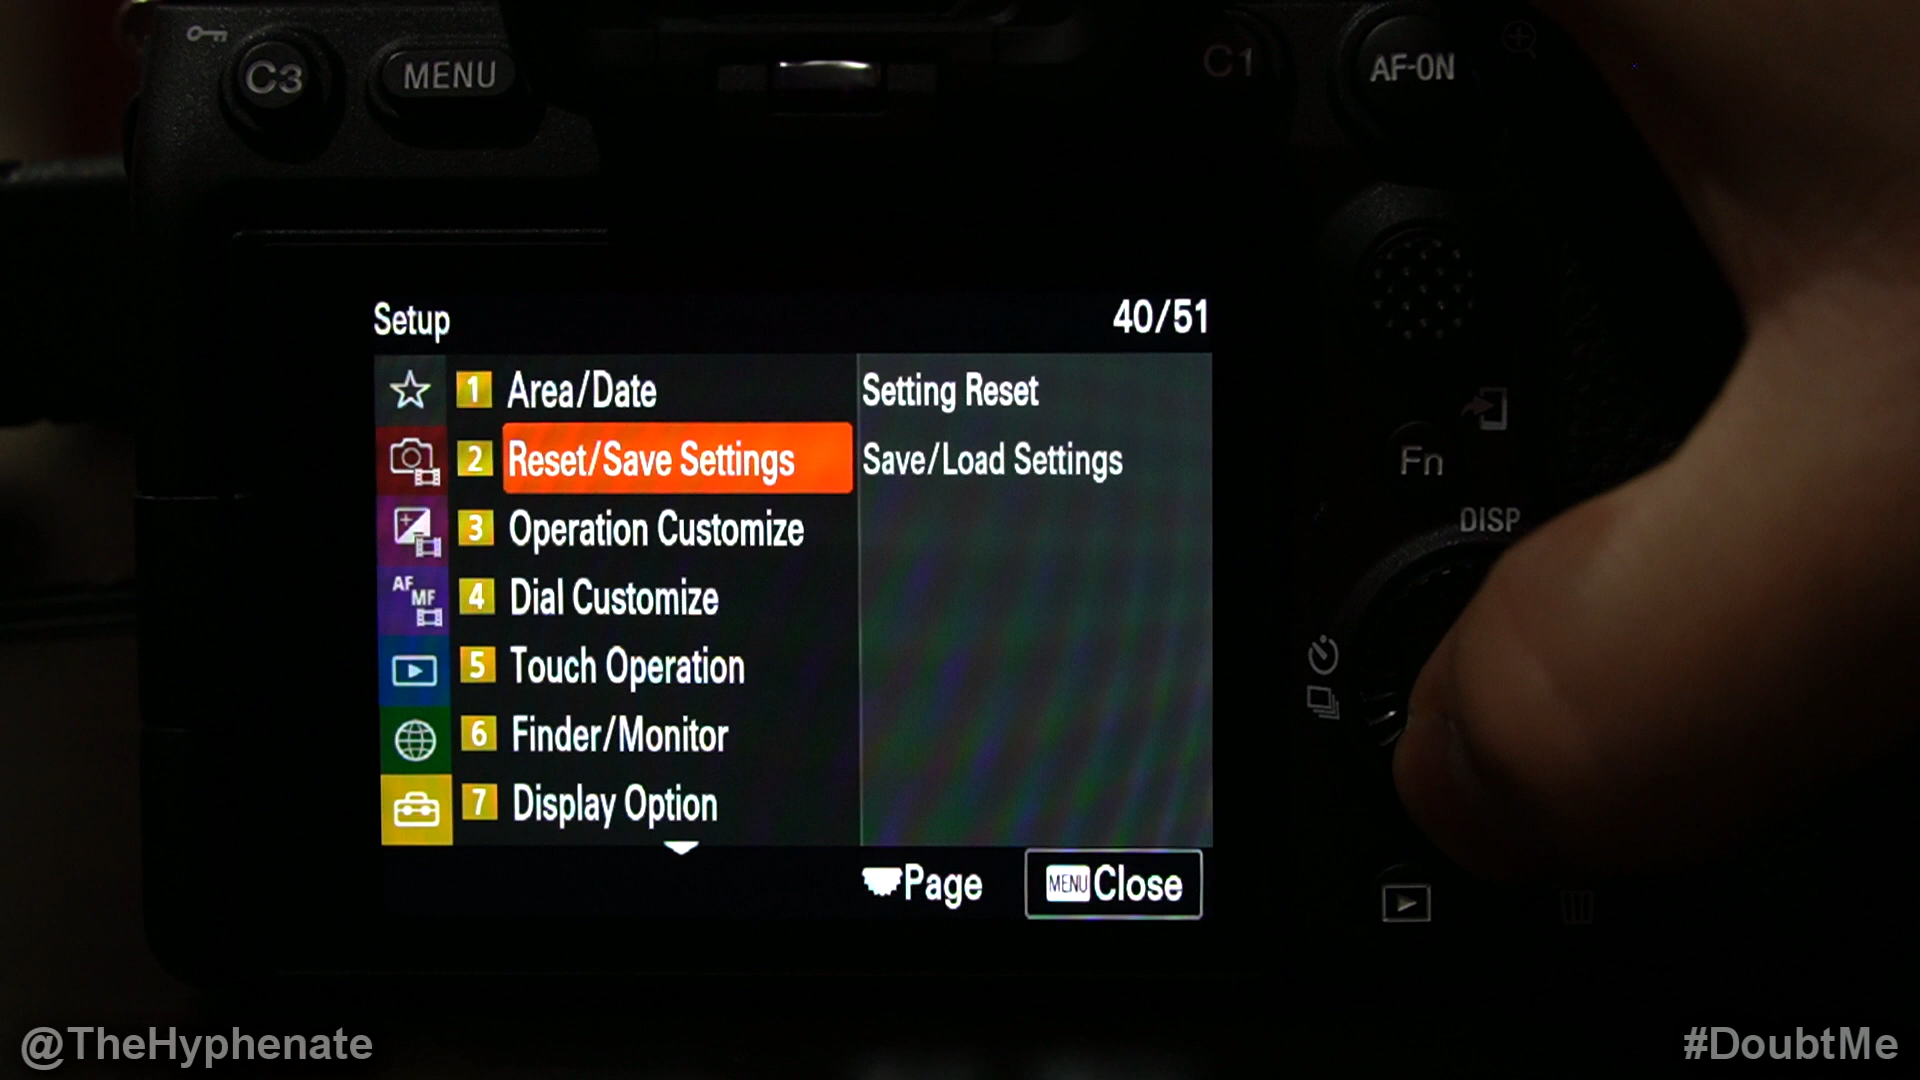 C3
MENU
C1
AF-ON
Setup
40/51
1 Area/Date
2 Reset/Save Settings
3 Operation Customize
AF MF
4 Dial Customize
5 Touch Operation
6 Finder/Monitor
7 Display Option
Setting Reset
Save/Load Settings
Page
MENU Close
Fn
DISP
@TheHyphenate
#DoubtMe